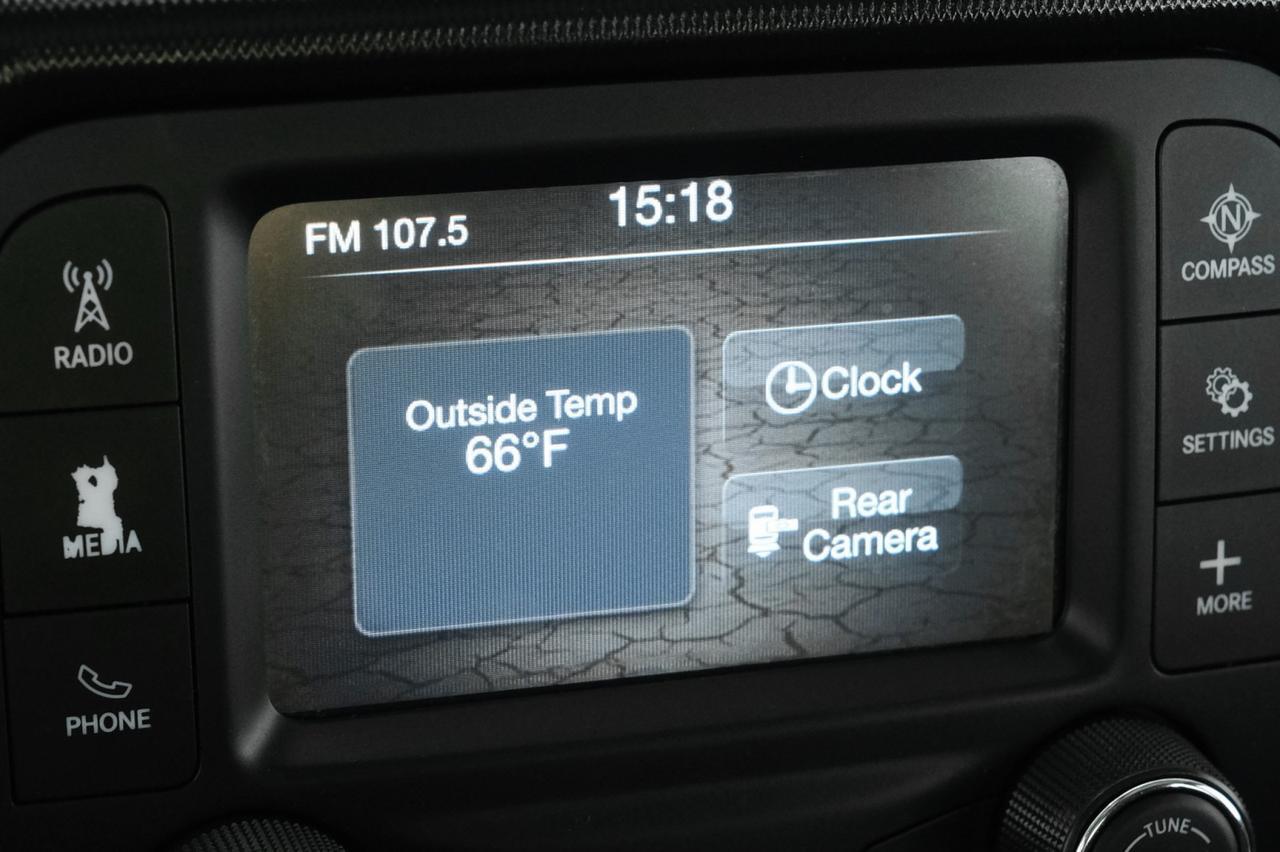 FM 107.5
15:18
Outside Temp
66°F
Clock
Rear
Camera
RADIO
MEDIA
PHONE
N
COMPASS
SETTINGS
MORE
TUNE